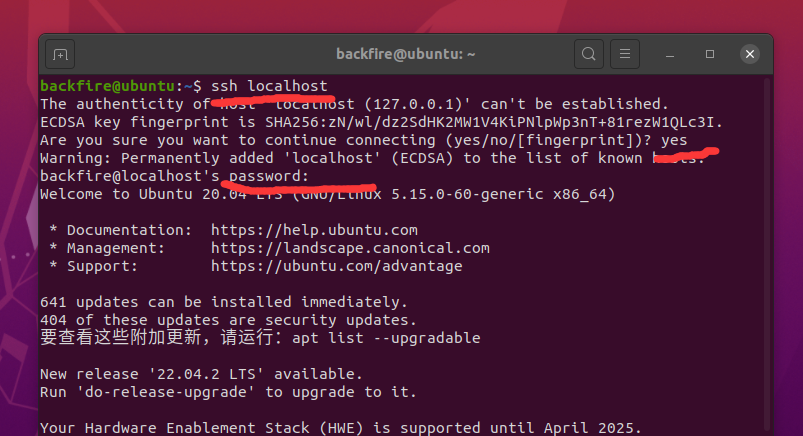 backfire@ubuntu: ~
backfire@ubuntu:~$ ssh localhost
The authenticity of host 'localhost (127.0.0.1)' can't be established.
ECDSA key fingerprint is SHA256:zN/wl/dz2SdHK2MW1V4KiPNlpWp3nT+81rezW1QLc3I.
Are you sure you want to continue connecting (yes/no/[fingerprint])? yes
Warning: Permanently added 'localhost' (ECDSA) to the list of known hosts.
backfire@localhost's password:
Welcome to Ubuntu 20.04 LTS (GNU/Linux 5.15.0-60-generic x86_64)
* Documentation:  https://help.ubuntu.com
* Management:     https://landscape.canonical.com
* Support:        https://ubuntu.com/advantage
641 updates can be installed immediately.
404 of these updates are security updates.
要查看这些附加更新，请运行：apt list --upgradable
New release '22.04.2 LTS' available.
Run 'do-release-upgrade' to upgrade to it.
Your Hardware Enablement Stack (HWE) is supported until April 2025.